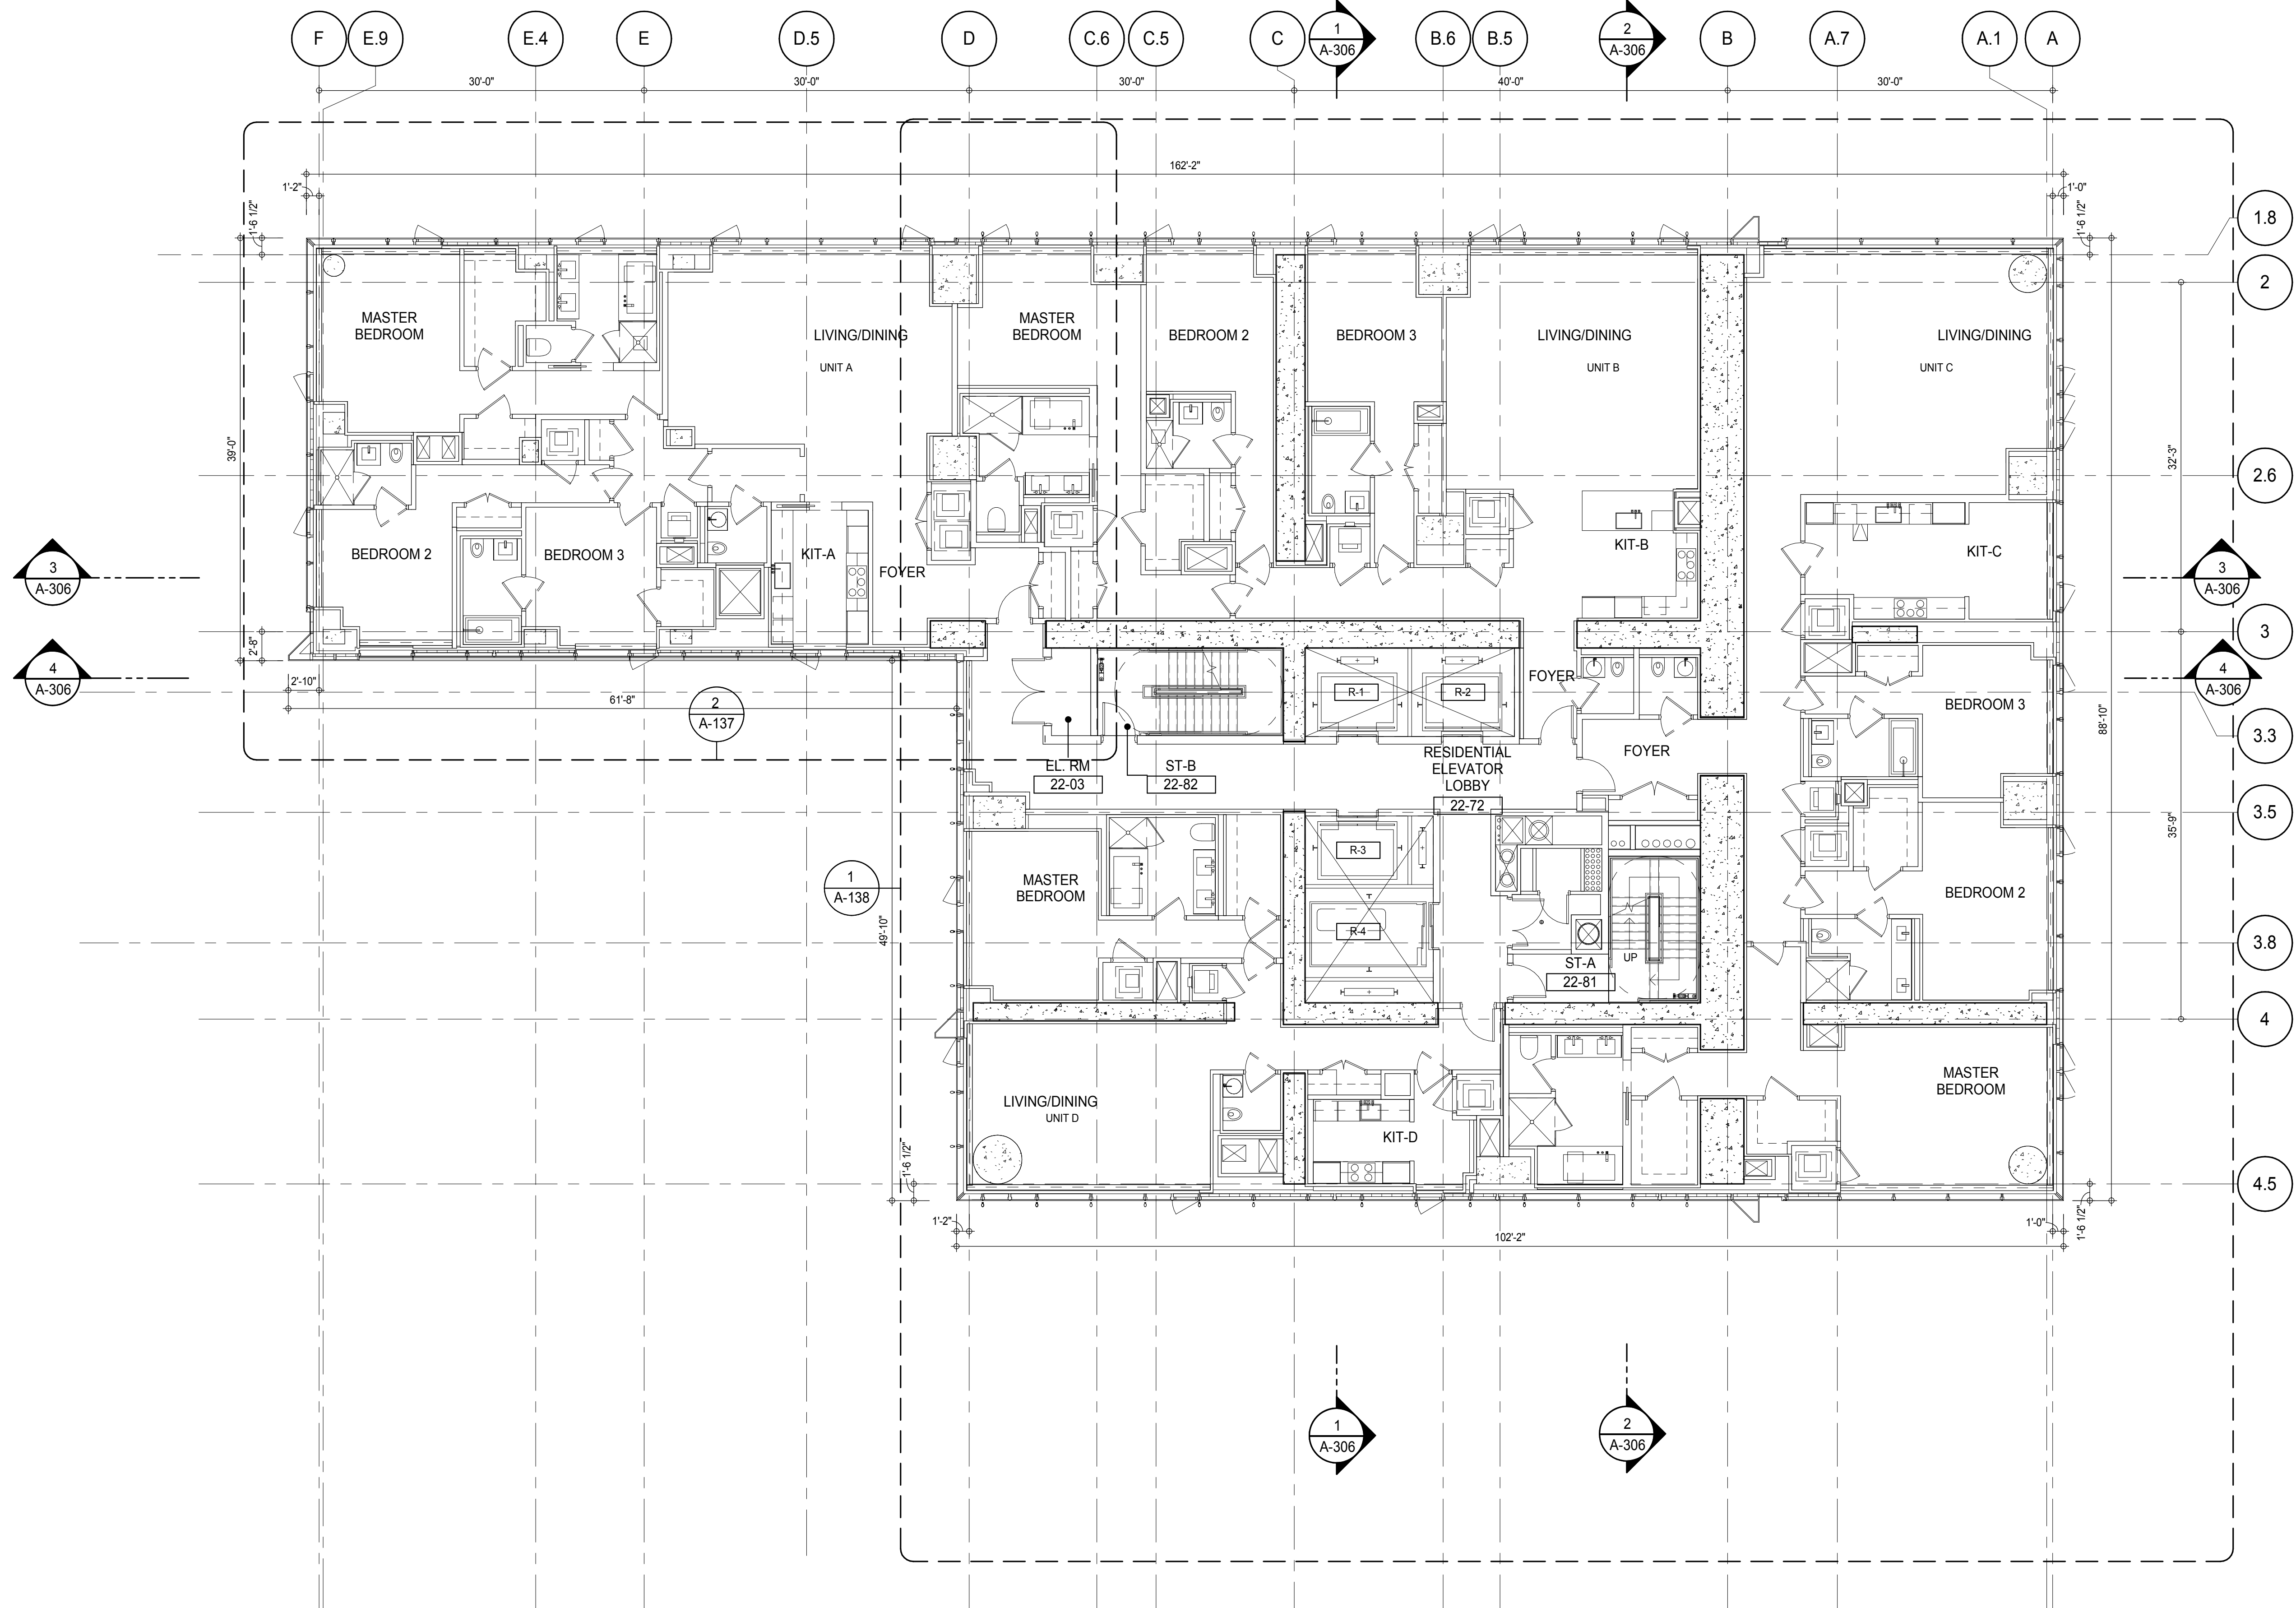 F
E.9
E.4
E
D.5
D
C.6
C.5
C
1
A-306
B.6
B.5
2
A-306
B
A.7
A.1
A
30'-0"
30'-0"
30'-0"
40'-0"
30'-0"
162'-2"
1'-2"
1'-0"
1'-6 1/2"
1'-6 1/2"
1.8
2
MASTER
BEDROOM
LIVING/DINING
UNIT A
MASTER
BEDROOM
BEDROOM 2
BEDROOM 3
LIVING/DINING
UNIT B
LIVING/DINING
UNIT C
39'-0"
32'-3"
2.6
BEDROOM 2
BEDROOM 3
KIT-A
FOYER
KIT-B
KIT-C
3
A-306
3
A-306
3
2'-8"
4
A-306
4
A-306
2'-10"
61'-8"
2
A-137
R-1
R-2
FOYER
BEDROOM 3
88'-10"
3.3
FOYER
EL. RM
22-03
ST-B
22-82
RESIDENTIAL
ELEVATOR
LOBBY
22-72
3.5
35'-9"
R-3
1
A-138
MASTER
BEDROOM
BEDROOM 2
49'-10"
R-4
UP
ST-A
22-81
3.8
4
MASTER
BEDROOM
LIVING/DINING
UNIT D
KIT-D
1'-6 1/2"
4.5
1'-2"
1'-0"
1'-6 1/2"
102'-2"
1
A-306
2
A-306